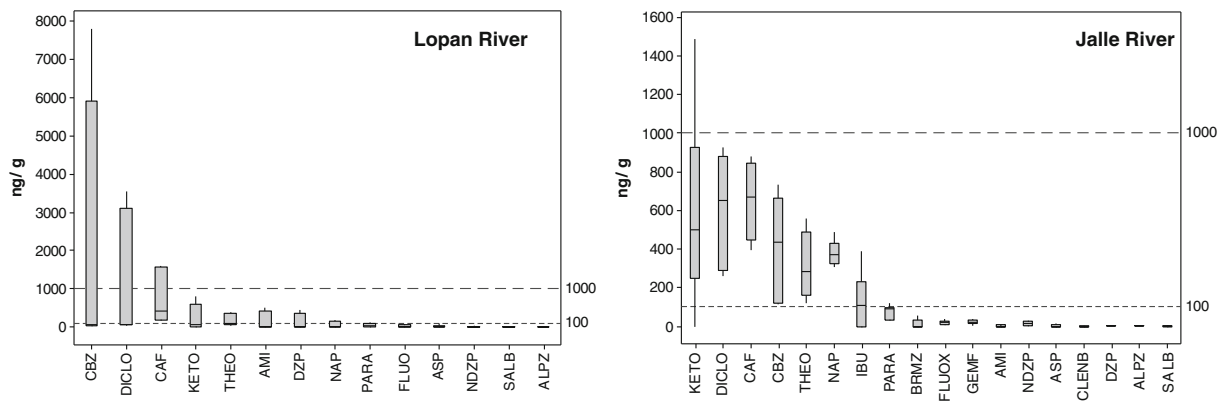 Lopan River
ng/ g
8000
7000
6000
5000
4000
3000
2000
1000
0
1000
100
CBZ
DICLO
CAF
KETO
THEO
AMI
DZP
NAP
PARA
FLUO
ASP
NDZP
SALB
ALPZ
Jalle River
ng/ g
1600
1400
1200
1000
800
600
400
200
0
1000
100
KETO
DICLO
CAF
CBZ
THEO
NAP
IBU
PARA
BRMZ
FLUOX
GEMF
AMI
NDZP
ASP
CLENB
DZP
ALPZ
SALB